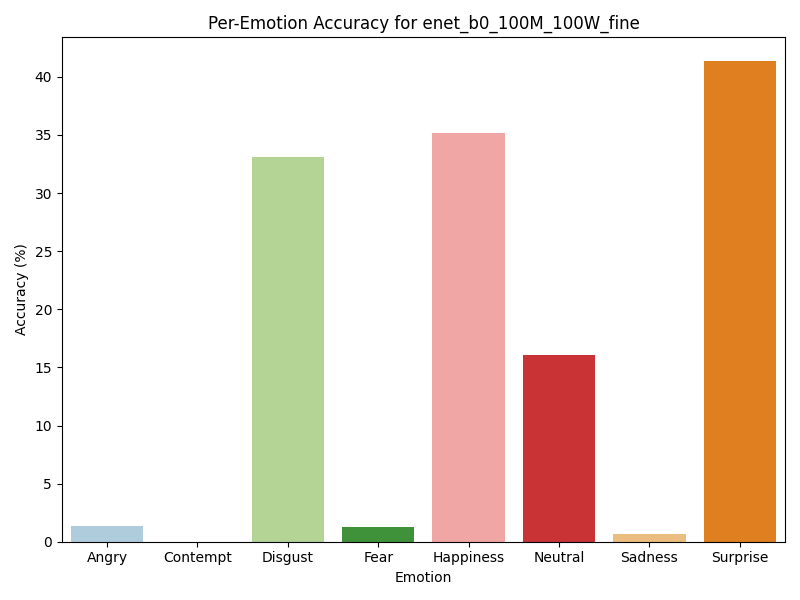 Per-Emotion Accuracy for enet_b0_100M_100W_fine
Accuracy (%)
40
35
30
25
20
15
10
5
0
Angry Contempt Disgust Fear Happiness Neutral Sadness Surprise
Emotion